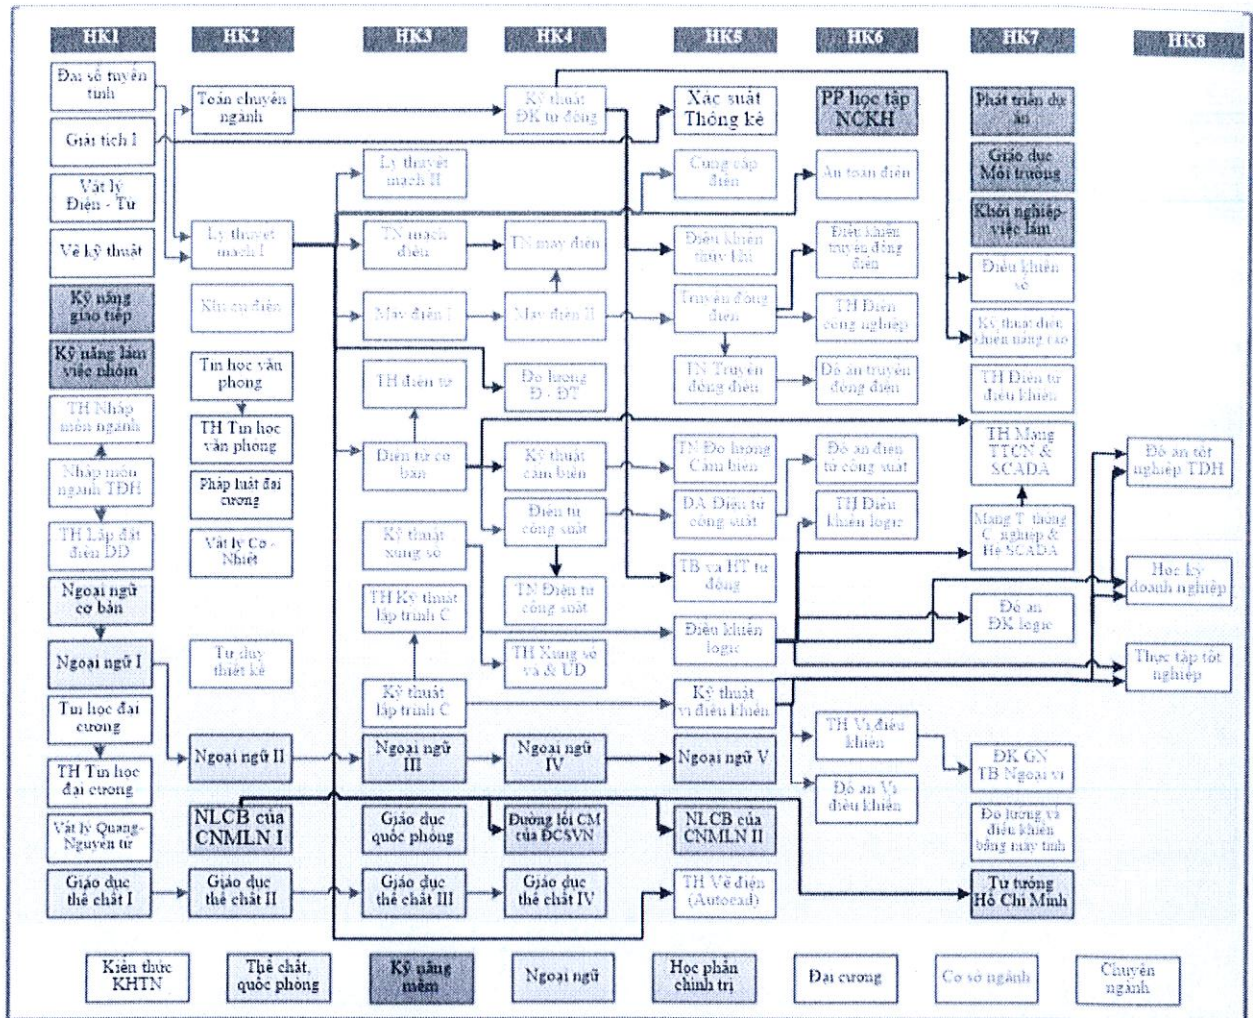 HK1
HK2
HK3
HK4
HK5
HK6
HK7
HK8
Đại số tuyến
tính
Giải tích I
Vật lý
Điện - Từ
Vẽ kỹ thuật
Kỹ năng
giao tiếp
Kỹ năng làm
việc nhóm
TH Nhập
môn ngành
Nhập môn
ngành TĐH
TH Lắp đặt
điện DD
Ngoại ngữ
cơ bản
Ngoại ngữ I
Tin học đại
cương
TH Tin học
đại cương
Vật lý Quang-
Nguyên tử
Giáo dục
thể chất I
Toán chuyên
ngành
Lý thuyết
mạch I
Khí cụ điện
Tin học văn
phòng
TH Tin học
văn phòng
Pháp luật đại
cương
Vật lý Cơ -
Nhiệt
Tư duy
thiết kế
Ngoại ngữ II
NLCB của
CNMLN I
Giáo dục
thể chất II
Lý thuyết
mạch II
TN mạch
điện
Máy điện I
TH điện tử
Điện tử cơ
bản
Kỹ thuật
xung số
TH Kỹ thuật
lập trình C
Kỹ thuật
lập trình C
Ngoại ngữ
III
Giáo dục
quốc phòng
Giáo dục
thể chất III
Kỹ thuật
ĐK tự động
TN máy điện
Máy điện II
Đo lường
Đ - ĐT
Kỹ thuật
cảm biến
Điện tử
công suất
TN Điện tử
công suất
TH Xung số
và & UD
Ngoại ngữ
IV
Đường lối CM
của ĐCSVN
Giáo dục
thể chất IV
Xác suất
Thống kê
Cung cấp
điện
Điều khiển
thủy khí
Truyền động
điện
TN Truyền
động điện
TN Đo lường
Cảm biến
ĐA Điện tử
công suất
TB và HT tự
động
Điều khiển
logic
Kỹ thuật
vi điều khiển
Ngoại ngữ V
NLCB của
CNMLN II
TH Vẽ điện
(Autocad)
PP học tập
NCKH
An toàn điện
Điều khiển
truyền động
điện
TH Điện
công nghiệp
Đồ án truyền
động điện
Đồ án điện
tử công suất
TH Điều
khiển logic
TH Vi điều
khiển
Đồ án Vi
điều khiển
Phát triển dự
án
Giáo dục
Môi trường
Khởi nghiệp-
việc làm
Điều khiển
số
Kỹ thuật điều
khiển nâng cao
TH Điện tử
điều khiển
TH Mạng
TTCN &
SCADA
Mạng T. thông
C. nghiệp &
Hệ SCADA
Đồ án
ĐK logic
ĐK GN
TB Ngoại vi
Đo lường và
điều khiển
bằng máy tính
Tư tưởng
Hồ Chí Minh
Đồ án tốt
nghiệp TDH
Học kỳ
doanh nghiệp
Thực tập tốt
nghiệp
Kiến thức
KHTN
Thể chất,
quốc phòng
Kỹ năng
mềm
Ngoại ngữ
Học phần
chính trị
Đại cương
Cơ sở ngành
Chuyên
ngành